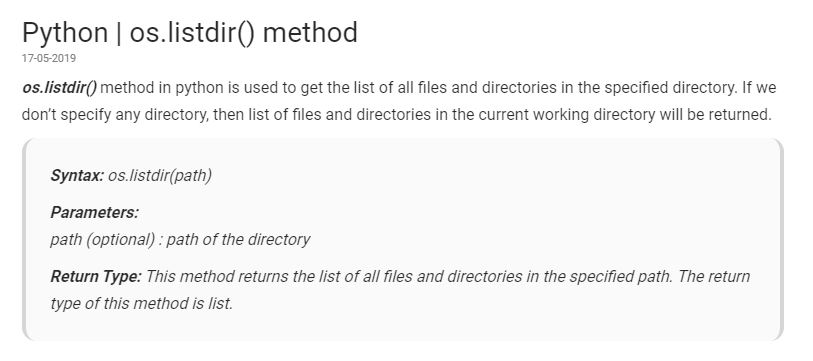 Python | os.listdir() method
17-05-2019
os.listdir() method in python is used to get the list of all files and directories in the specified directory. If we
don’t specify any directory, then list of files and directories in the current working directory will be returned.
Syntax: os.listdir(path)
Parameters:
path (optional) : path of the directory
Return Type: This method returns the list of all files and directories in the specified path. The return
type of this method is list.